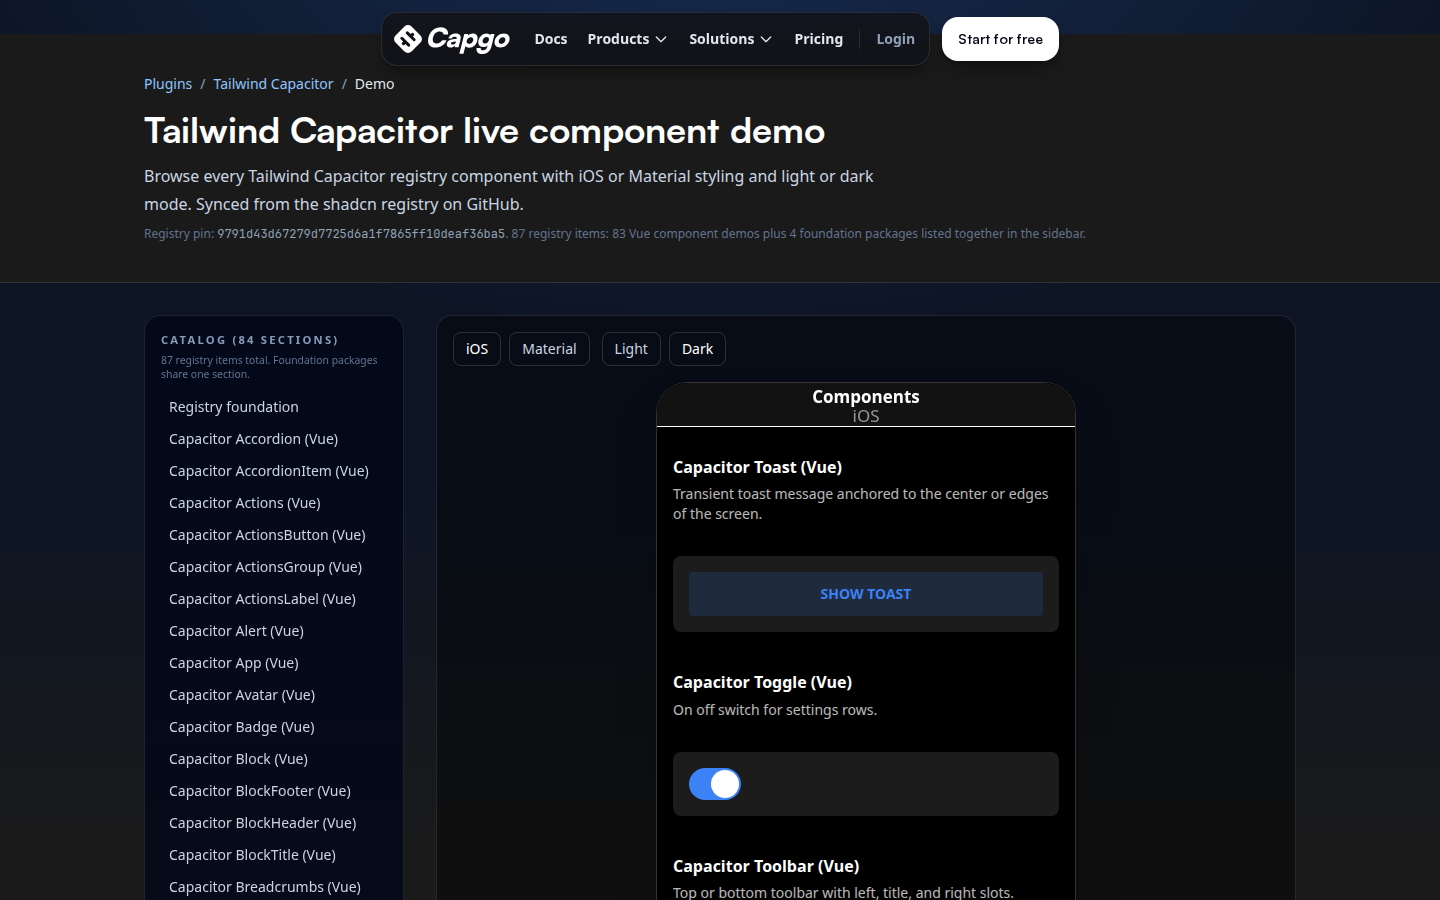 Capgo
Docs
Products
Solutions
Pricing
Login
Start for free
Plugins / Tailwind Capacitor / Demo
Tailwind Capacitor live component demo
Browse every Tailwind Capacitor registry component with iOS or Material styling and light or dark
mode. Synced from the shadcn registry on GitHub.
Registry pin: 9791d43d67279d7725d6a1f7865ff10deaf36ba5. 87 registry items: 83 Vue component demos plus 4 foundation packages listed together in the sidebar.
CATALOG (84 SECTIONS)
87 registry items total. Foundation packages
share one section.
Registry foundation
Capacitor Accordion (Vue)
Capacitor AccordionItem (Vue)
Capacitor Actions (Vue)
Capacitor ActionsButton (Vue)
Capacitor ActionsGroup (Vue)
Capacitor ActionsLabel (Vue)
Capacitor Alert (Vue)
Capacitor App (Vue)
Capacitor Avatar (Vue)
Capacitor Badge (Vue)
Capacitor Block (Vue)
Capacitor BlockFooter (Vue)
Capacitor BlockHeader (Vue)
Capacitor BlockTitle (Vue)
Capacitor Breadcrumbs (Vue)
iOS
Material
Light
Dark
Components
iOS
Capacitor Toast (Vue)
Transient toast message anchored to the center or edges
of the screen.
SHOW TOAST
Capacitor Toggle (Vue)
On off switch for settings rows.
Capacitor Toolbar (Vue)
Top or bottom toolbar with left, title, and right slots.